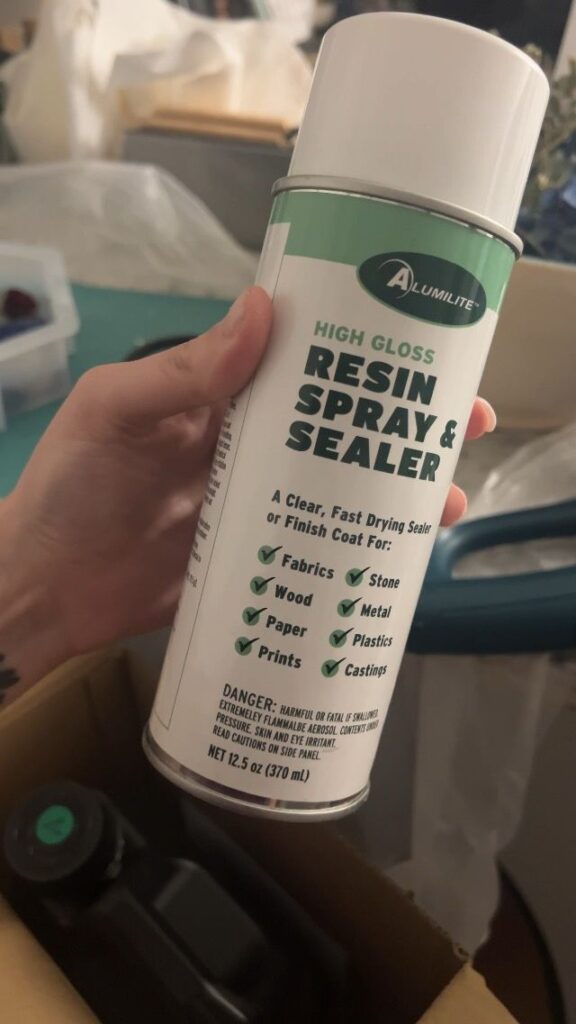 ALUMILITE™
HIGH GLOSS
RESIN
SPRAY &
SEALER
A Clear, Fast Drying Sealer
or Finish Coat For:
Fabrics Stone
Wood Metal
Paper Plastics
Prints Castings
DANGER: HARMFUL OR FATAL IF SWALLOWED.
EXTREMELEY FLAMMALBE AEROSOL. CONTENTS UNDER
PRESSURE. SKIN AND EYE IRRITANT.
READ CAUTIONS ON SIDE PANEL.
NET 12.5 oz (370 mL)